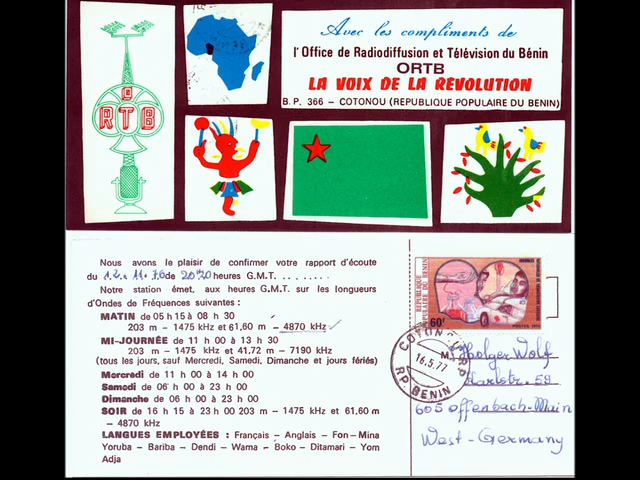 Avec les compliments de
l'Office de Radiodiffusion et Télévision du Bénin
ORTB
LA VOIX DE LA REVOLUTION
B. P. 366 – COTONOU (REPUBLIQUE POPULAIRE DU BENIN)
O
RTB
Nous avons le plaisir de confirmer votre rapport d'écoute
du 12. 11. 76 de 20'20 heures G.M.T. . . . . . . .
Notre station émet, aux heures G.M.T. sur les longueurs
d'Ondes de Fréquences suivantes :
MATIN de 05 h 15 à 08 h 30
203 m – 1475 kHz et 61,60 m – 4870 kHz
MI-JOURNÉE de 11 h 00 à 13 h 30
203 m – 1475 kHz et 41,72 m – 7190 kHz
(tous les jours, sauf Mercredi, Samedi, Dimanche et jours fériés)
Mercredi de 11 h 00 à 14 h 00
Samedi de 06 h 00 à 23 h 00
Dimanche de 06 h 00 à 23 h 00
SOIR de 16 h 15 à 23 h 00 203 m – 1475 kHz et 61,60 m
– 4870 kHz
LANGUES EMPLOYÉES : Français – Anglais – Fon – Mina
Yoruba – Bariba – Dendi – Wama – Boko – Ditamari – Yom
Adja
REPUBLIQUE
POPULAIRE DU BENIN
60f
POSTES
COTONOU R.P.
16.5.77
RP. BENIN
Holger Wolf
Karlstr. 59
605 Offenbach-Main
West-Germany